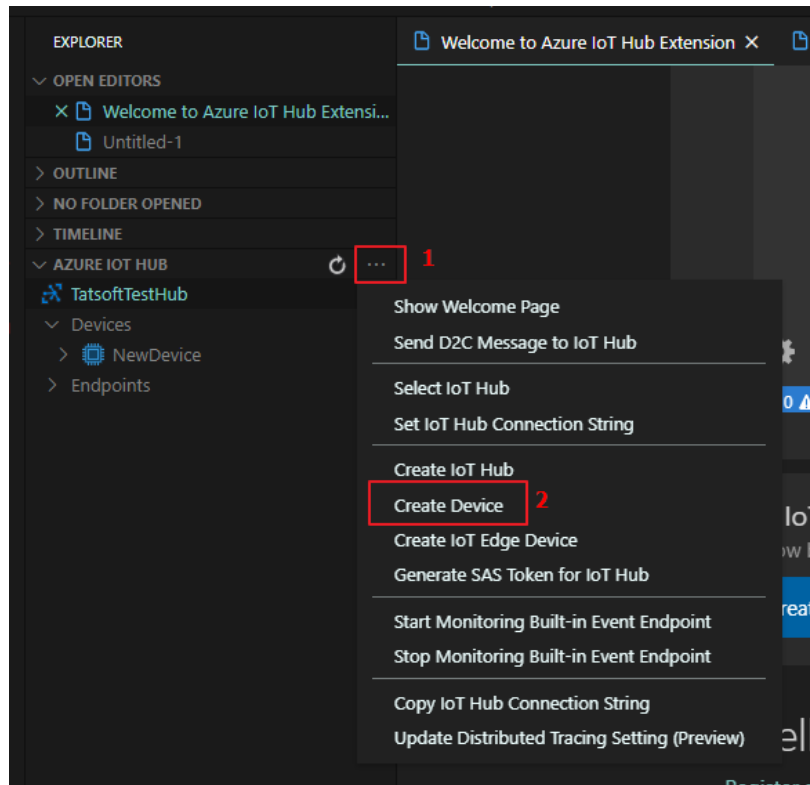 EXPLORER
Welcome to Azure IoT Hub Extension
OPEN EDITORS
Welcome to Azure IoT Hub Extensi...
Untitled-1
OUTLINE
NO FOLDER OPENED
TIMELINE
AZURE IOT HUB
... 1
TatsoftTestHub
Devices
NewDevice
Endpoints
Show Welcome Page
Send D2C Message to IoT Hub
Select IoT Hub
Set IoT Hub Connection String
0
Create IoT Hub
Create Device 2
Create IoT Edge Device
Generate SAS Token for IoT Hub
Start Monitoring Built-in Event Endpoint
Stop Monitoring Built-in Event Endpoint
Copy IoT Hub Connection String
Update Distributed Tracing Setting (Preview)